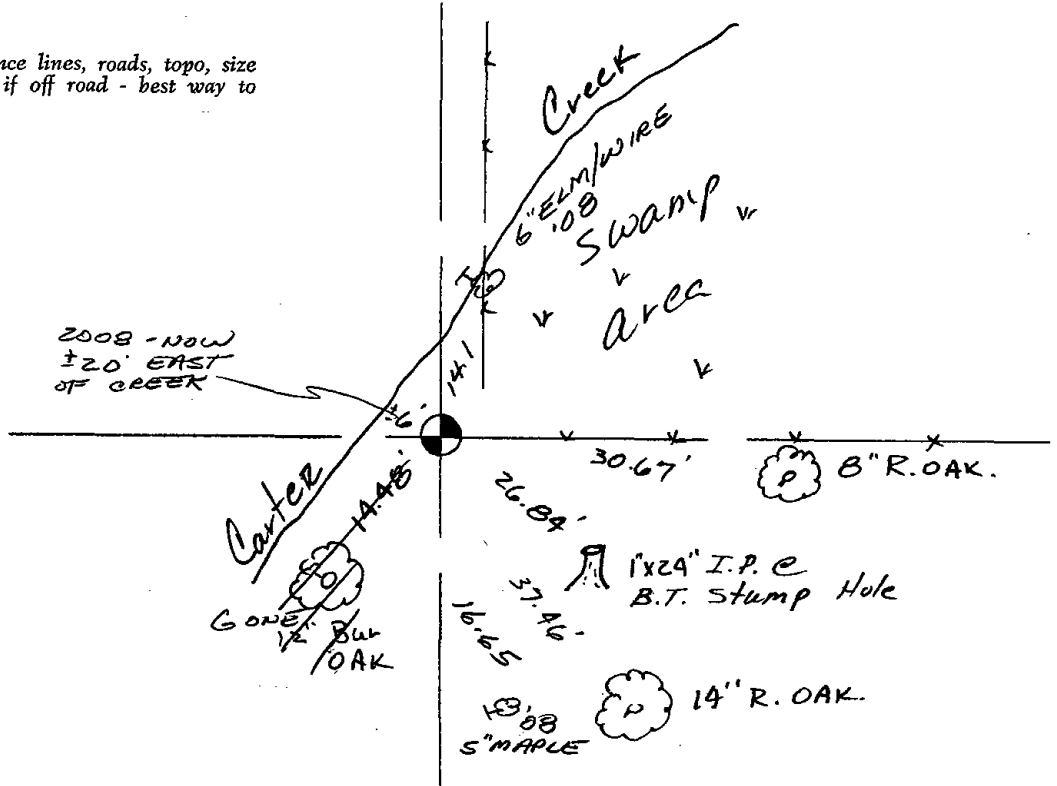 nce lines, roads, topo, size
if off road - best way to
Creek
6" ELM/WIRE
'08
Swamp
area
2008 - NOW
±20' EAST
OF CREEK
±6'
141
Carter
14.48'
30.67'
8" R. OAK.
26.84'
1"x24" I.P. @
B.T. Stump Hole
37.46'
16.65
GONE
12"
Bur
OAK
'08
5" MAPLE
14" R. OAK.